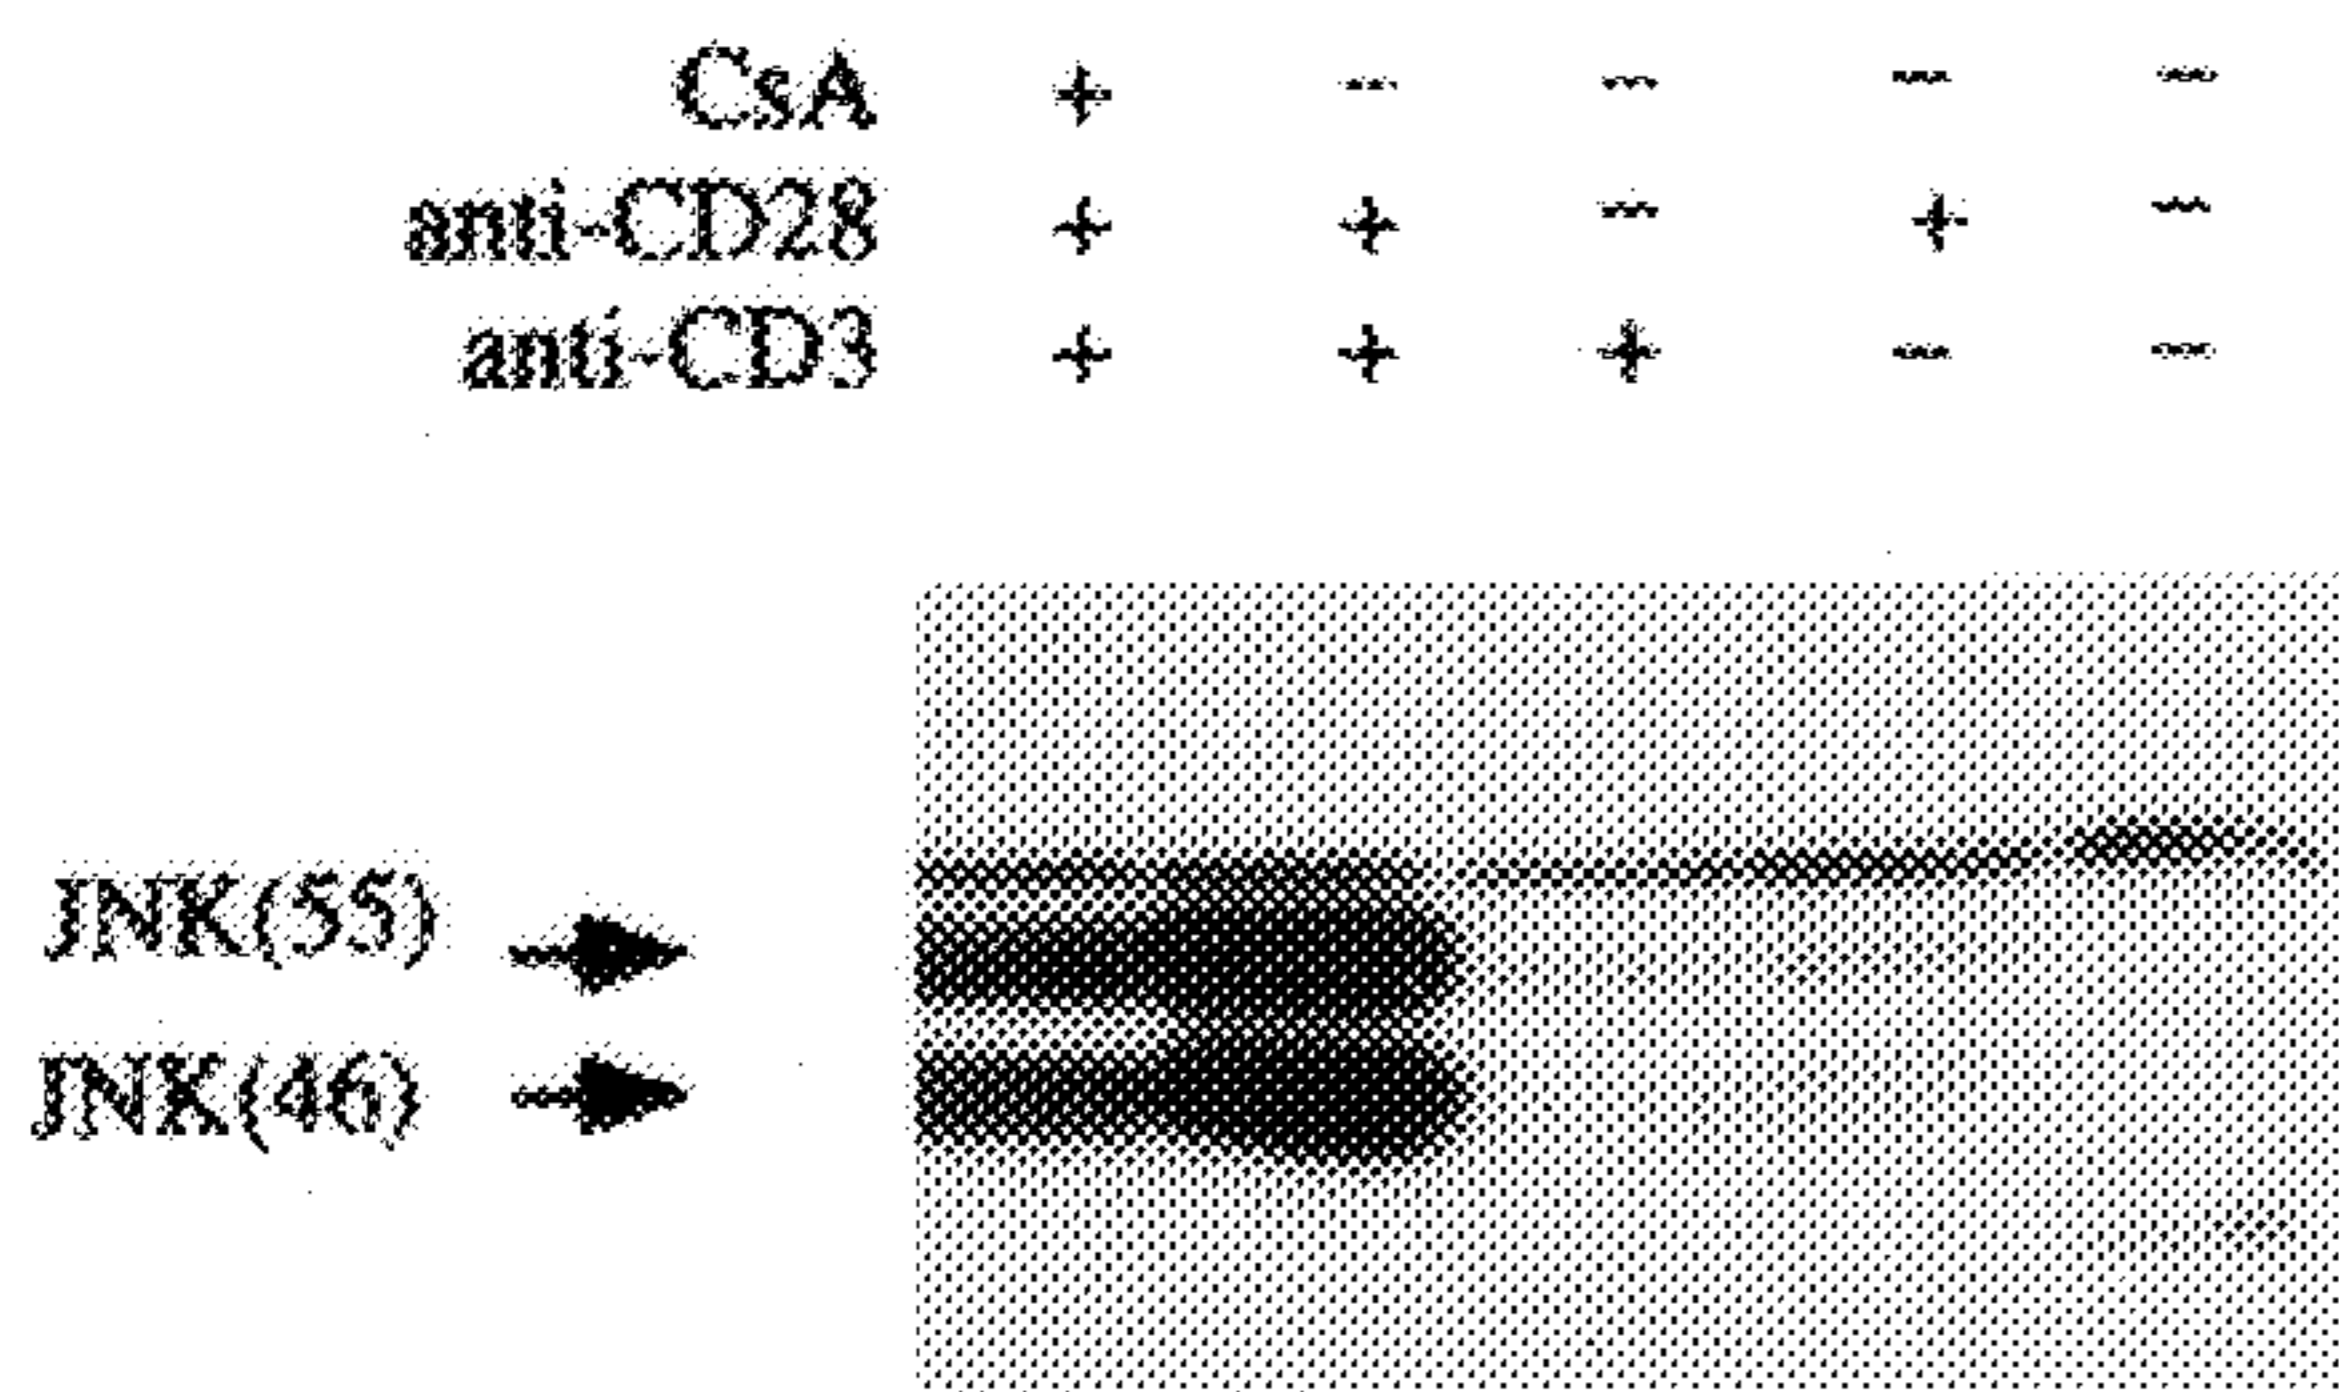 CsA + - - - -
anti-CD28 + + - + -
anti-CD3 + + + - -
JNK(55)
JNK(46)